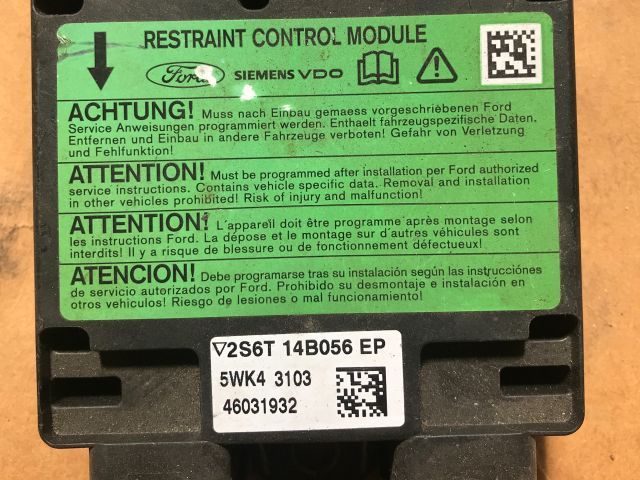 RESTRAINT CONTROL MODULE
Ford SIEMENS VDO
ACHTUNG! Muss nach Einbau gemaess vorgeschriebenen Ford
Service Anweisungen programmiert werden. Enthaelt fahrzeugspezifische Daten.
Entfernen und Einbau in andere Fahrzeuge verboten! Gefahr von Verletzung
und Fehlfunktion!
ATTENTION! Must be programmed after installation per Ford authorized
service instructions. Contains vehicle specific data. Removal and installation
in other vehicles prohibited! Risk of injury and malfunction!
ATTENTION! L'appareil doit être programme après montage selon
les instructions Ford. La dépose et le montage sur d'autres véhicules sont
interdits! Il y a risque de blessure ou de fonctionnement défectueux!
ATENCION! Debe programarse tras su instalación según las instrucciónes
de servicio autorizados por Ford. Prohibido su desmontaje e instalación en
otros vehiculos! Riesgo de lesiones o mal funcionamiento!
▽2S6T 14B056 EP
5WK4 3103
46031932